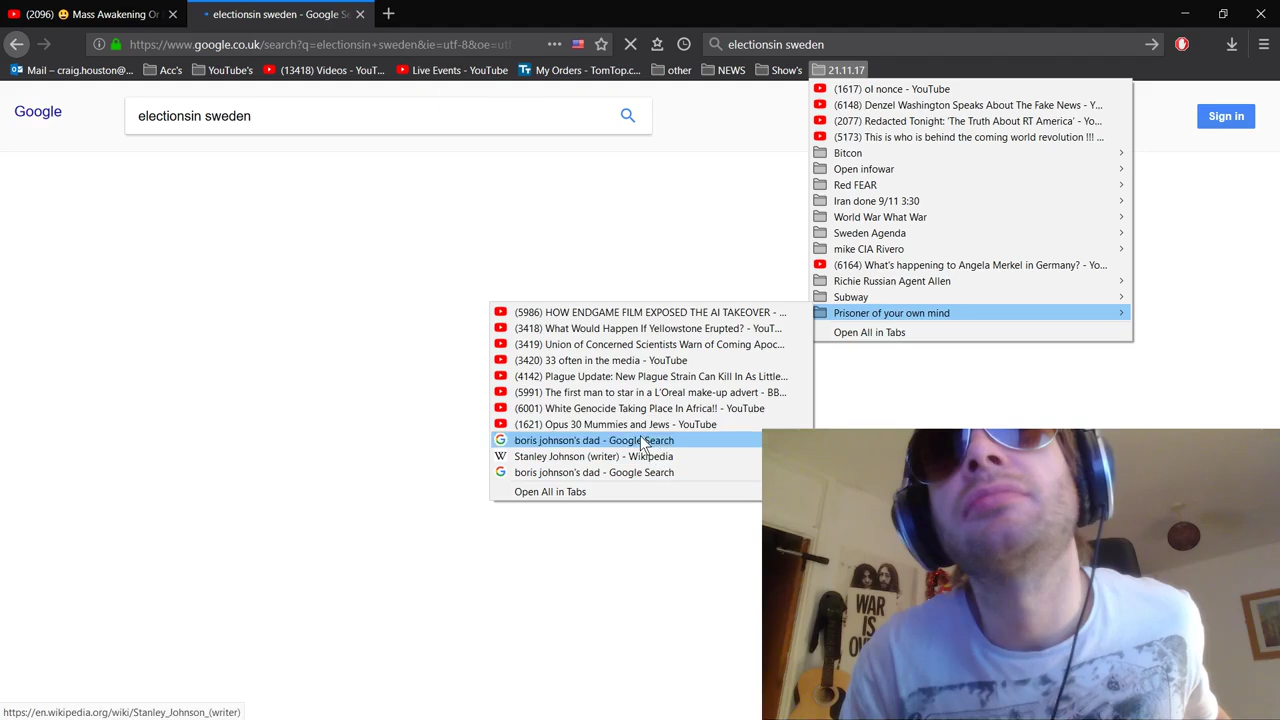 (2096) 😃 Mass Awakening Or
electionsin sweden - Google Se
https://www.google.co.uk/search?q=electionsin+sweden&ie=utf-8&oe=ut
electionsin sweden
Mail – craig.houston@...
Acc's
YouTube's
(13418) Videos - YouT...
Live Events - YouTube
My Orders - TomTop.c...
other
NEWS
Show's
21.11.17
Google
electionsin sweden
Sign in
(1617) ol nonce - YouTube
(6148) Denzel Washington Speaks About The Fake News - Y...
(2077) Redacted Tonight: 'The Truth About RT America' - Yo...
(5173) This is who is behind the coming world revolution !!! ...
Bitcon
Open infowar
Red FEAR
Iran done 9/11 3:30
World War What War
Sweden Agenda
mike CIA Rivero
(6164) What's happening to Angela Merkel in Germany? - Yo...
Richie Russian Agent Allen
Subway
Prisoner of your own mind
Open All in Tabs
(5986) HOW ENDGAME FILM EXPOSED THE AI TAKEOVER - ...
(3418) What Would Happen If Yellowstone Erupted? - YouT...
(3419) Union of Concerned Scientists Warn of Coming Apoc...
(3420) 33 often in the media - YouTube
(4142) Plague Update: New Plague Strain Can Kill In As Little...
(5991) The first man to star in a L'Oreal make-up advert - BB...
(6001) White Genocide Taking Place In Africa!! - YouTube
(1621) Opus 30 Mummies and Jews - YouTube
boris johnson's dad - Google Search
Stanley Johnson (writer) - Wikipedia
boris johnson's dad - Google Search
Open All in Tabs
WAR
IS
OVER
https://en.wikipedia.org/wiki/Stanley_Johnson_(writer)